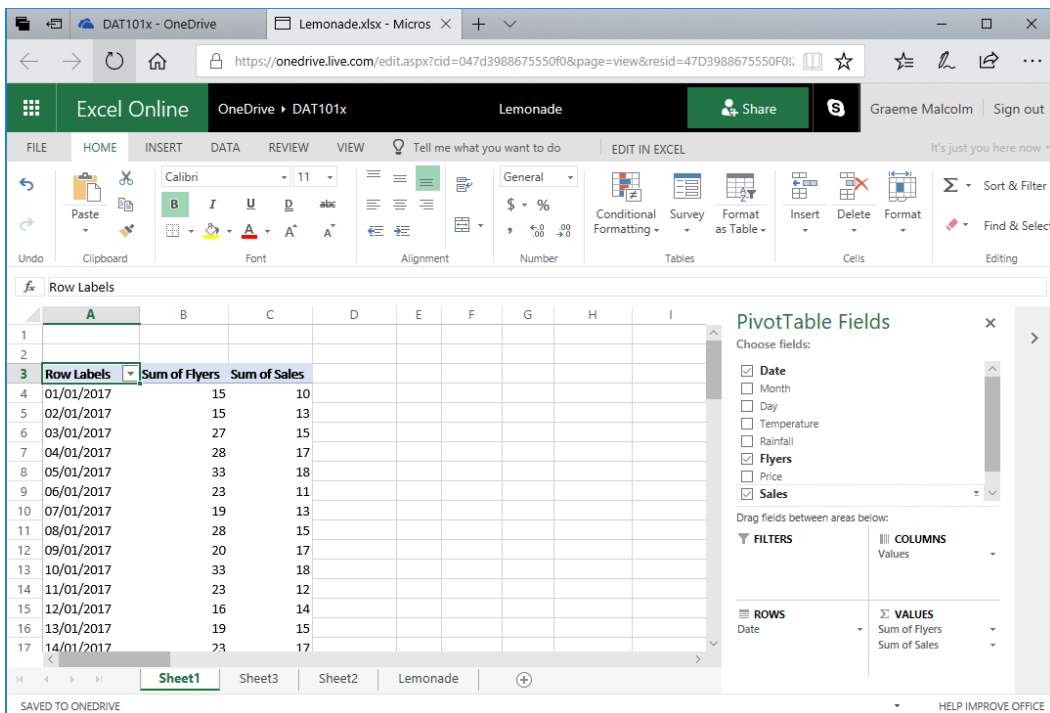 DAT101x - OneDrive
Lemonade.xlsx - Micros
https://onedrive.live.com/edit.aspx?cid=047d3988675550f0&page=view&resid=47D3988675550F0!
Excel Online
OneDrive ▸ DAT101x
Lemonade
Share
Graeme Malcolm
Sign out
FILE HOME INSERT DATA REVIEW VIEW Tell me what you want to do EDIT IN EXCEL It's just you here now
Calibri 11 General Sort & Filter
Paste B I U D abc $ % Conditional Formatting Survey Format as Table Insert Delete Format Find & Select
Undo Clipboard Font Alignment Number Tables Cells Editing
fx Row Labels
A B C D E F G H I
1
2
3 Row Labels Sum of Flyers Sum of Sales
4 01/01/2017 15 10
5 02/01/2017 15 13
6 03/01/2017 27 15
7 04/01/2017 28 17
8 05/01/2017 33 18
9 06/01/2017 23 11
10 07/01/2017 19 13
11 08/01/2017 28 15
12 09/01/2017 20 17
13 10/01/2017 33 18
14 11/01/2017 23 12
15 12/01/2017 16 14
16 13/01/2017 19 15
17 14/01/2017 23 17
PivotTable Fields
Choose fields:
Date
Month
Day
Temperature
Rainfall
Flyers
Price
Sales
Drag fields between areas below:
FILTERS
COLUMNS
Values
ROWS
Date
Σ VALUES
Sum of Flyers
Sum of Sales
Sheet1 Sheet3 Sheet2 Lemonade
SAVED TO ONEDRIVE
HELP IMPROVE OFFICE